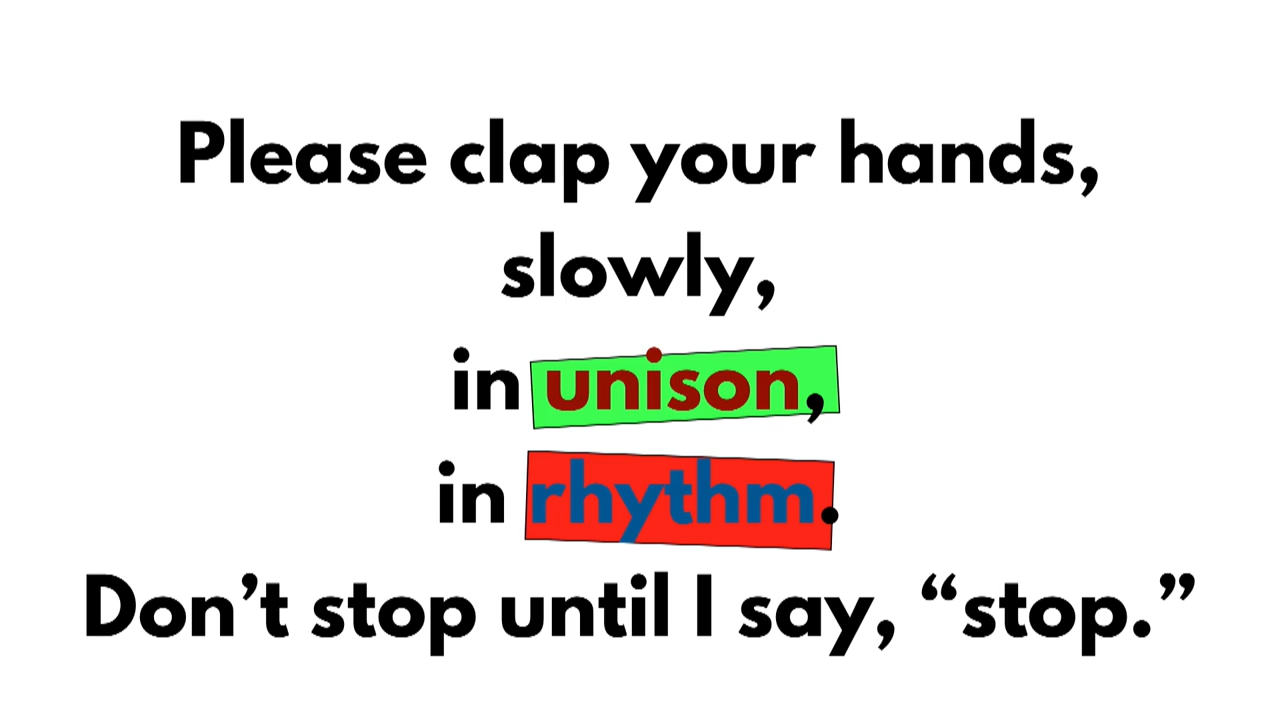 Please clap your hands,
slowly,
in unison,
in rhythm.
Don’t stop until I say, “stop.”